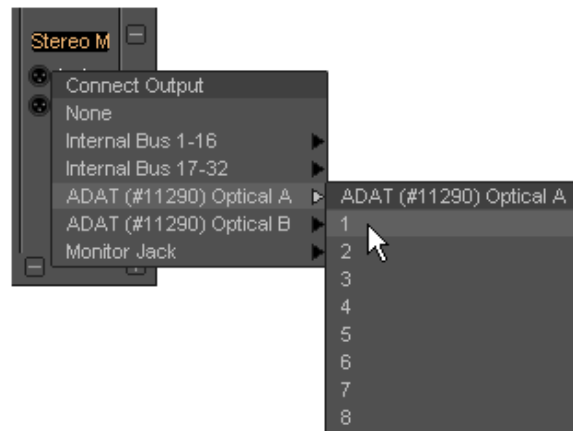 Stereo M
Connect Output
None
Internal Bus 1-16
Internal Bus 17-32
ADAT (#11290) Optical A
ADAT (#11290) Optical B
Monitor Jack
ADAT (#11290) Optical A
1
2
3
4
5
6
7
8